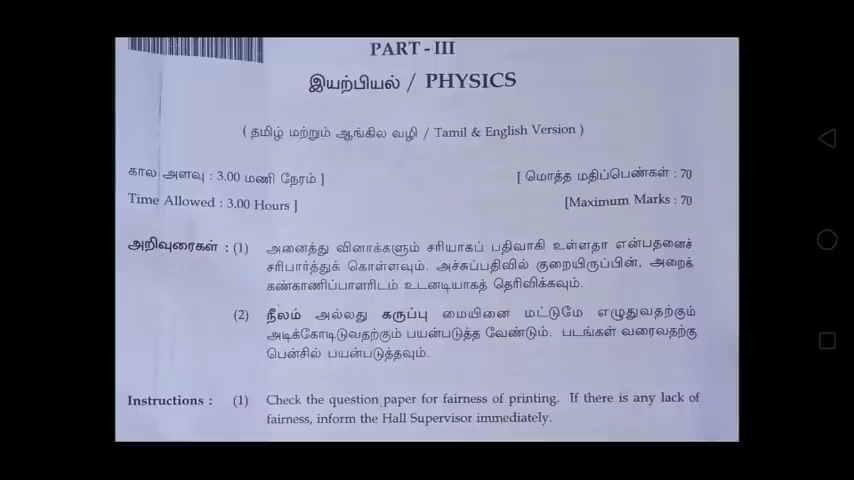 PART - III
இயற்பியல் / PHYSICS
( தமிழ் மற்றும் ஆங்கில வழி / Tamil & English Version )
கால அளவு : 3.00 மணி நேரம் ] [ மொத்த மதிப்பெண்கள் : 70
Time Allowed : 3.00 Hours ] [Maximum Marks : 70
அறிவுரைகள் : (1) அனைத்து வினாக்களும் சரியாகப் பதிவாகி உள்ளதா என்பதனைச்
சரிபார்த்துக் கொள்ளவும். அச்சுப்பதிவில் குறையிருப்பின், அறைக்
கண்காணிப்பாளரிடம் உடனடியாகத் தெரிவிக்கவும்.
(2) நீலம் அல்லது கருப்பு மையினை மட்டுமே எழுதுவதற்கும்
அடிக்கோடிடுவதற்கும் பயன்படுத்த வேண்டும். படங்கள் வரைவதற்கு
பென்சில் பயன்படுத்தவும்.
Instructions : (1) Check the question paper for fairness of printing. If there is any lack of
fairness, inform the Hall Supervisor immediately.